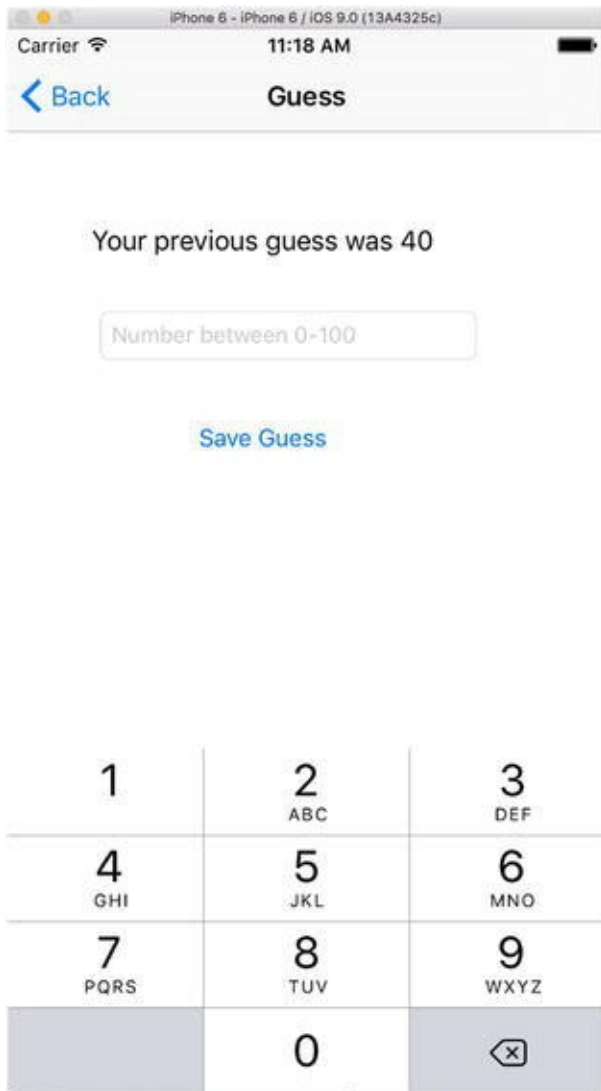 iPhone 6 - iPhone 6 / iOS 9.0 (13A4325c)
Carrier 11:18 AM
Back Guess
Your previous guess was 40
Number between 0-100
Save Guess
1 2 3
ABC DEF
4 5 6
GHI JKL MNO
7 8 9
PQRS TUV WXYZ
0